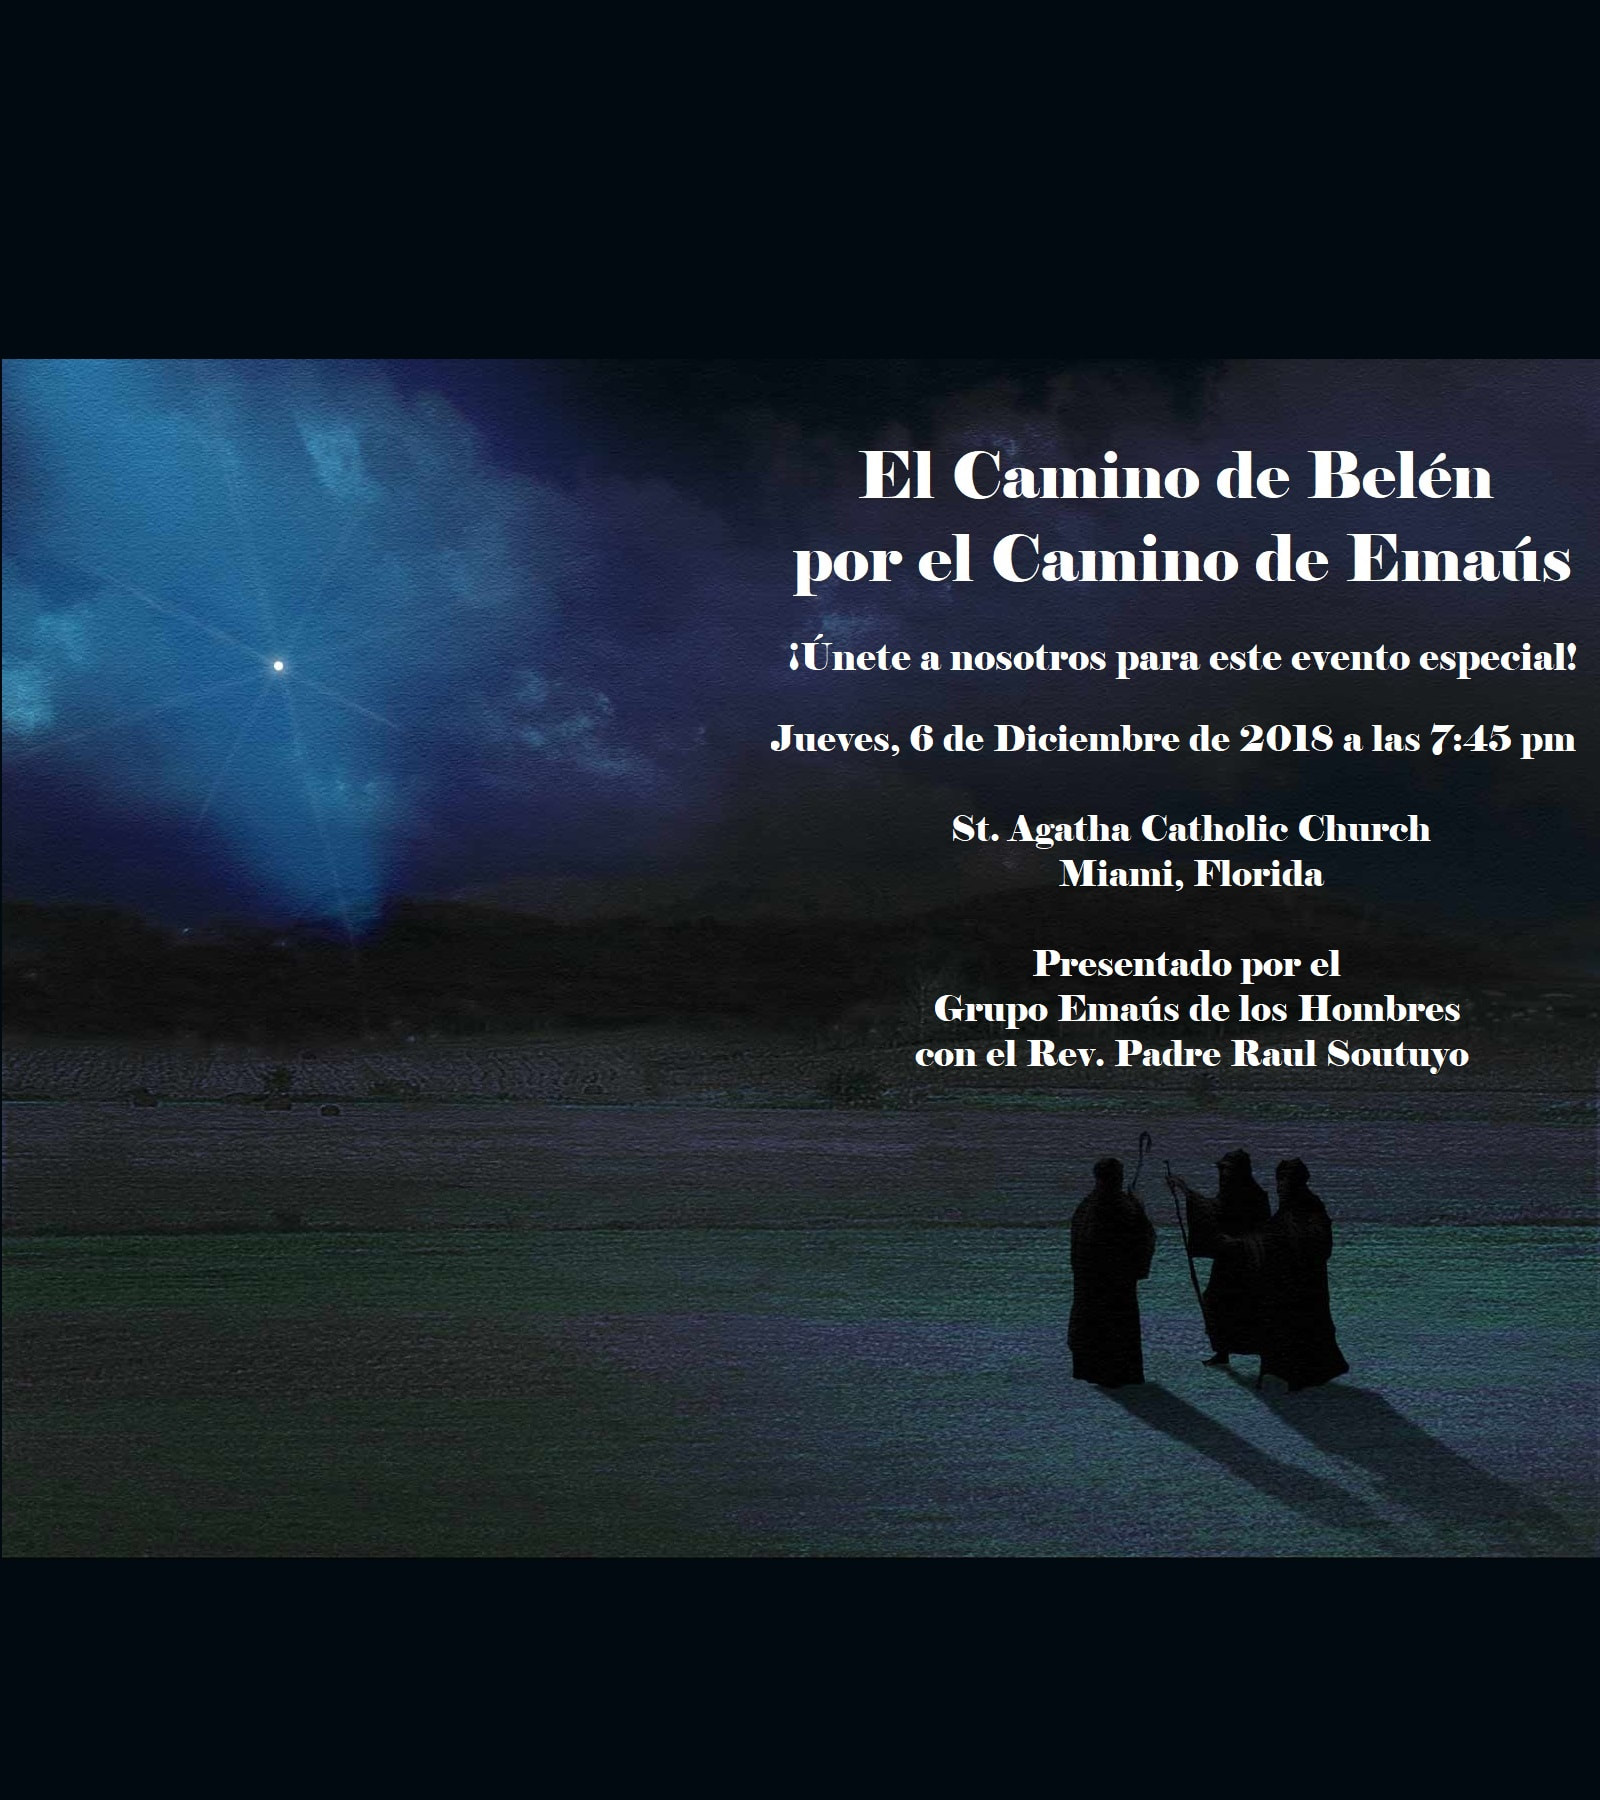 El Camino de Belén
por el Camino de Emaús
¡Únete a nosotros para este evento especial!
Jueves, 6 de Diciembre de 2018 a las 7:45 pm
St. Agatha Catholic Church
Miami, Florida
Presentado por el
Grupo Emaús de los Hombres
con el Rev. Padre Raul Soutuyo